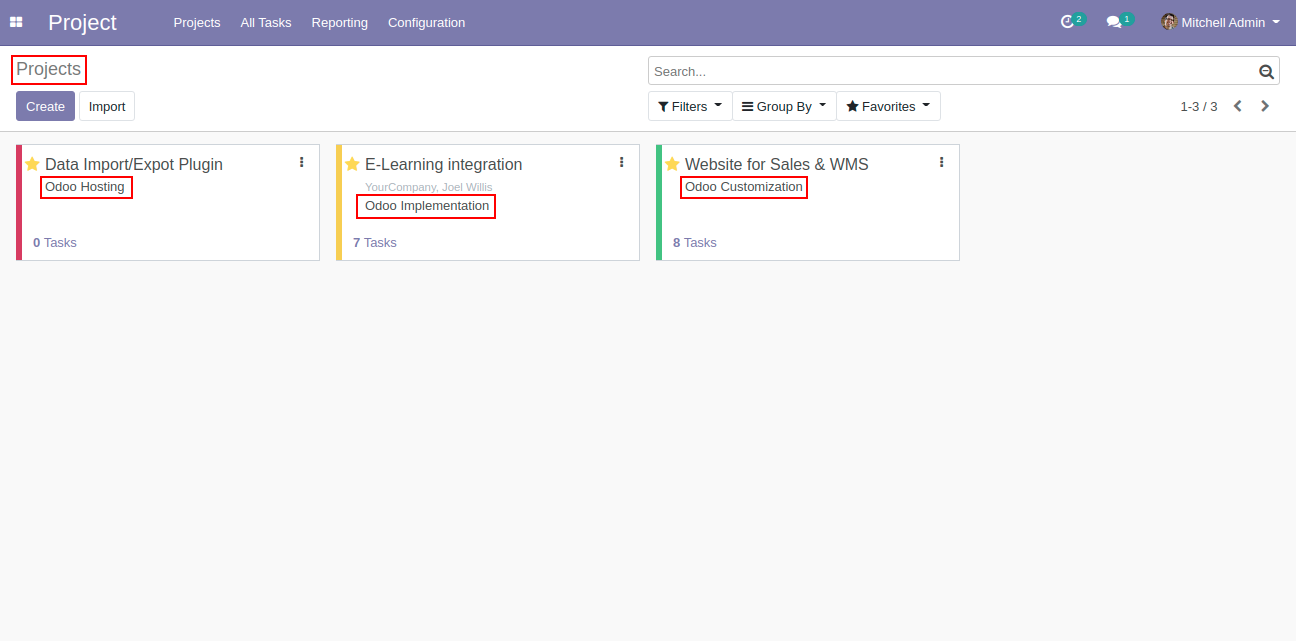 Project Projects All Tasks Reporting Configuration 2 1 Mitchell Admin
Projects
Search...
Create Import
Filters Group By Favorites 1-3 / 3
Data Import/Expot Plugin
Odoo Hosting
0 Tasks
E-Learning integration
YourCompany, Joel Willis
Odoo Implementation
7 Tasks
Website for Sales & WMS
Odoo Customization
8 Tasks